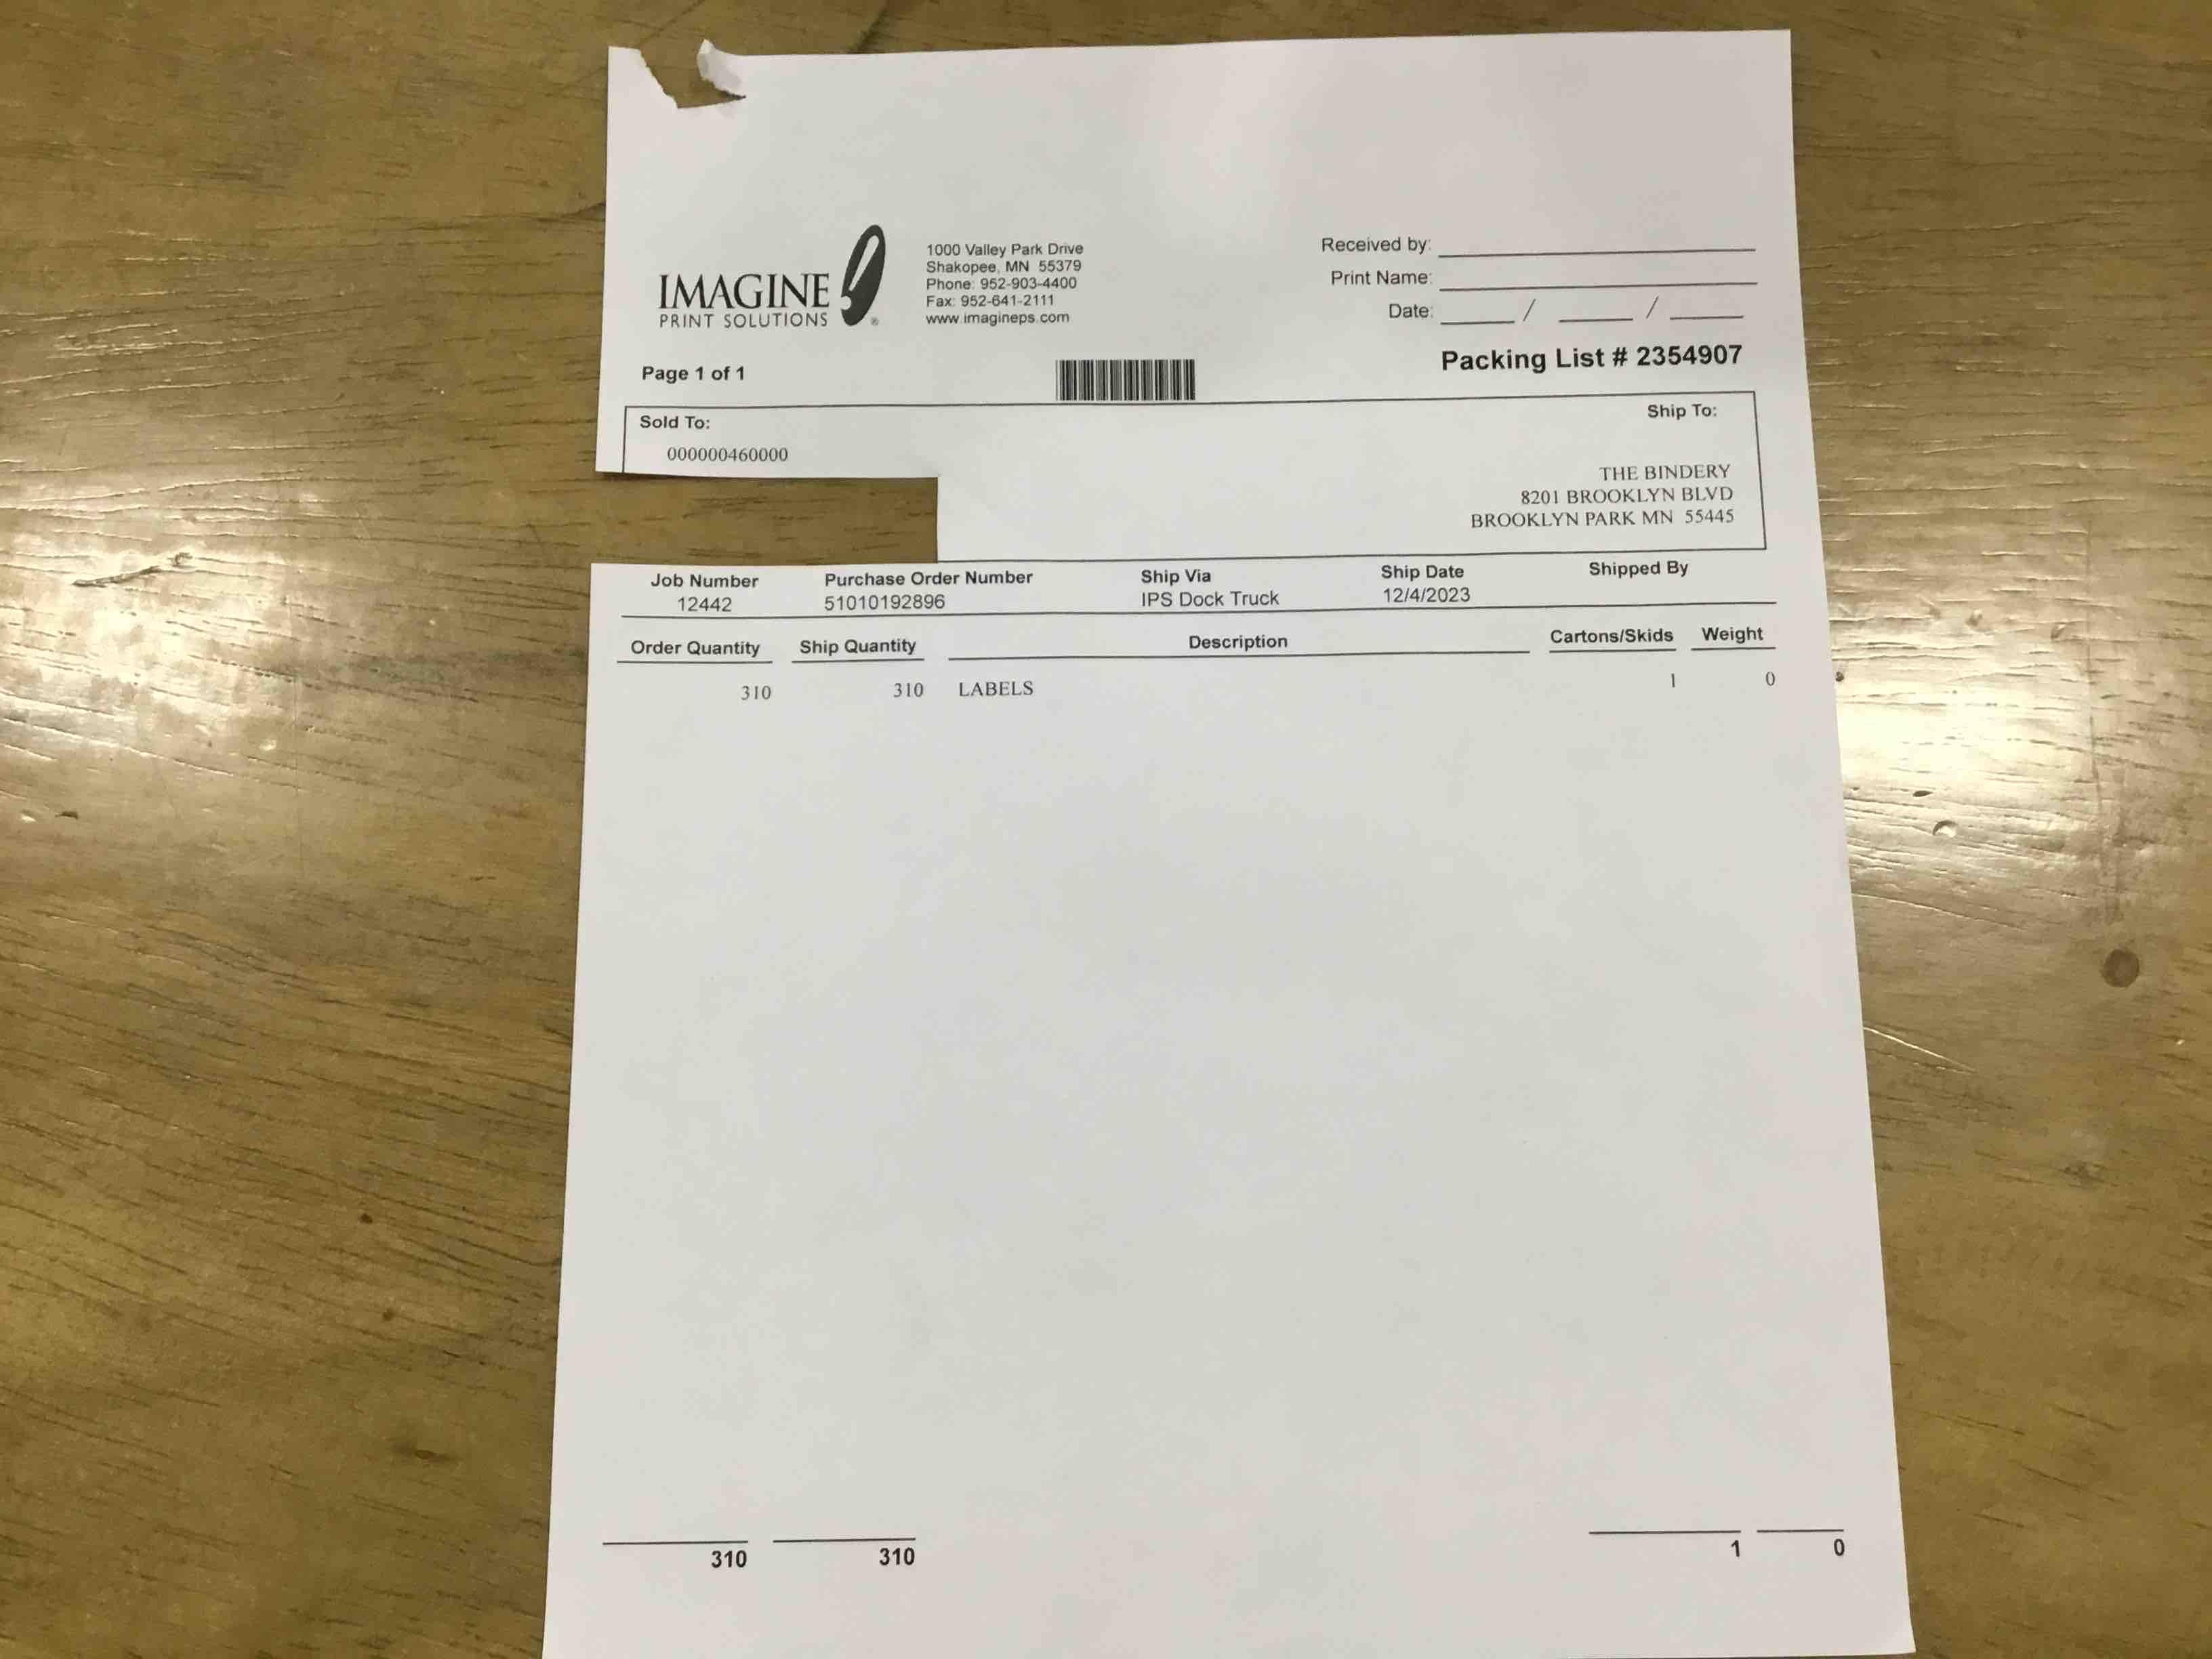 IMAGINE
PRINT SOLUTIONS
®
1000 Valley Park Drive
Shakopee, MN 55379
Phone: 952-903-4400
Fax: 952-641-2111
www.imagineps.com
Received by:
Print Name:
Date: / /
Page 1 of 1
Packing List # 2354907
Sold To:
000000460000
Ship To:
THE BINDERY
8201 BROOKLYN BLVD
BROOKLYN PARK MN 55445
Job Number Purchase Order Number Ship Via Ship Date Shipped By
12442 51010192896 IPS Dock Truck 12/4/2023
Order Quantity Ship Quantity Description Cartons/Skids Weight
310 310 LABELS 1 0
310 310 1 0